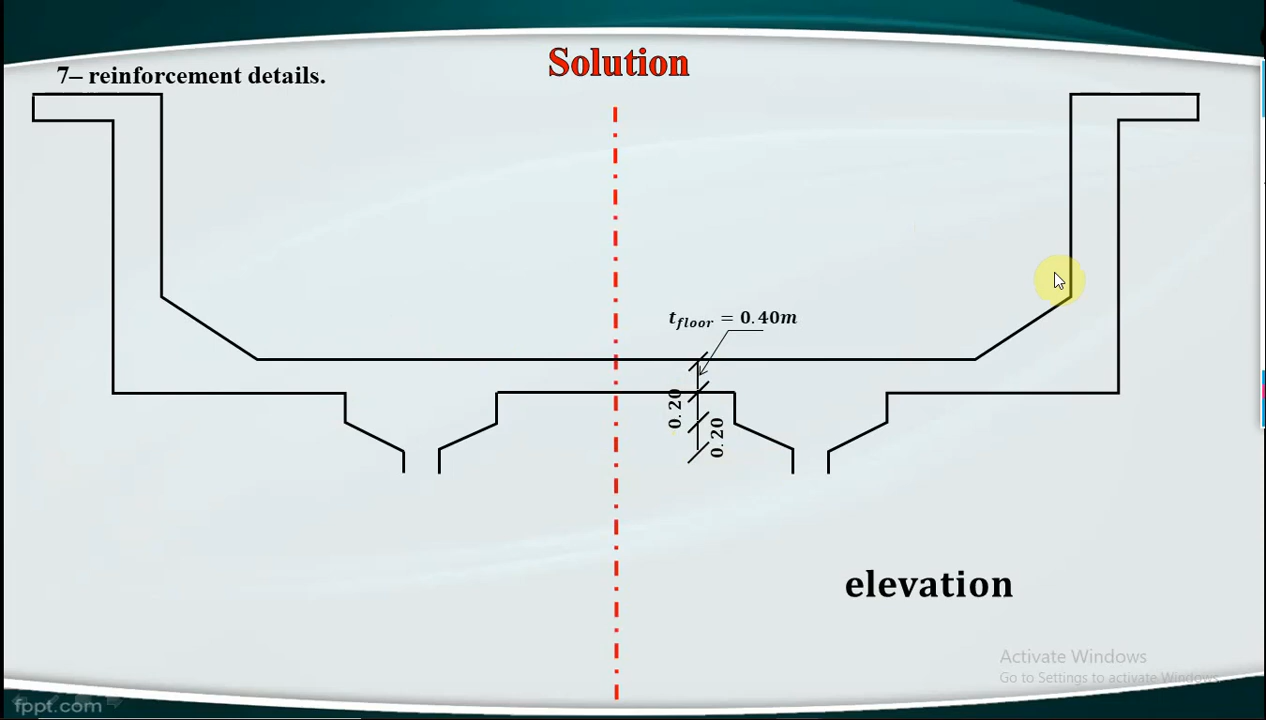 Solution
7– reinforcement details.
t_floor = 0.40m
0.20
0.20
elevation
Activate Windows
Go to Settings to activate Windows.
fppt.com